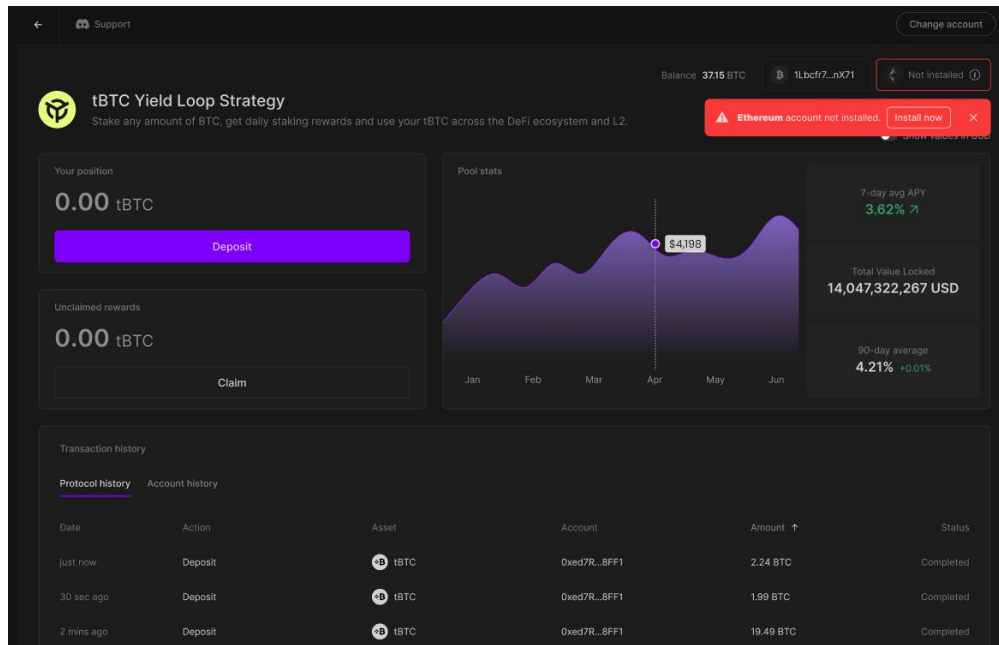 Support
Change account
Balance 37.15 BTC
1Lbcfr7...nX71
Not installed
tBTC Yield Loop Strategy
Stake any amount of BTC, get daily staking rewards and use your tBTC across the DeFi ecosystem and L2.
Ethereum account not installed.
Install now
Show values in USD
Your position
0.00 tBTC
Deposit
Unclaimed rewards
0.00 tBTC
Claim
Pool stats
$4,198
Jan Feb Mar Apr May Jun
7-day avg APY
3.62%
Total Value Locked
14,047,322,267 USD
90-day average
4.21% +0.01%
Transaction history
Protocol history Account history
Date Action Asset Account Amount Status
just now Deposit tBTC 0xed7R...8FF1 2.24 BTC Completed
30 sec ago Deposit tBTC 0xed7R...8FF1 1.99 BTC Completed
2 mins ago Deposit tBTC 0xed7R...8FF1 19.49 BTC Completed